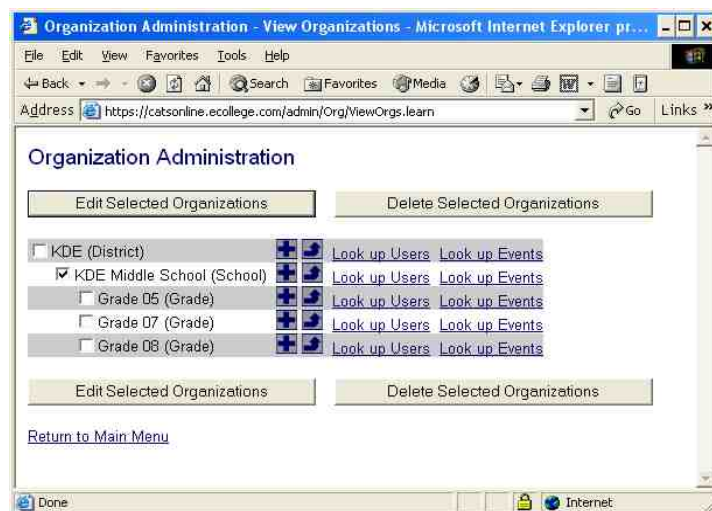 Organization Administration - View Organizations - Microsoft Internet Explorer pr...
File Edit View Favorites Tools Help
Back Search Favorites Media
Address https://catsonline.ecollege.com/admin/Org/ViewOrgs.learn Go Links »
Organization Administration
Edit Selected Organizations Delete Selected Organizations
KDE (District) Look up Users Look up Events
KDE Middle School (School) Look up Users Look up Events
Grade 05 (Grade) Look up Users Look up Events
Grade 07 (Grade) Look up Users Look up Events
Grade 08 (Grade) Look up Users Look up Events
Edit Selected Organizations Delete Selected Organizations
Return to Main Menu
Done Internet